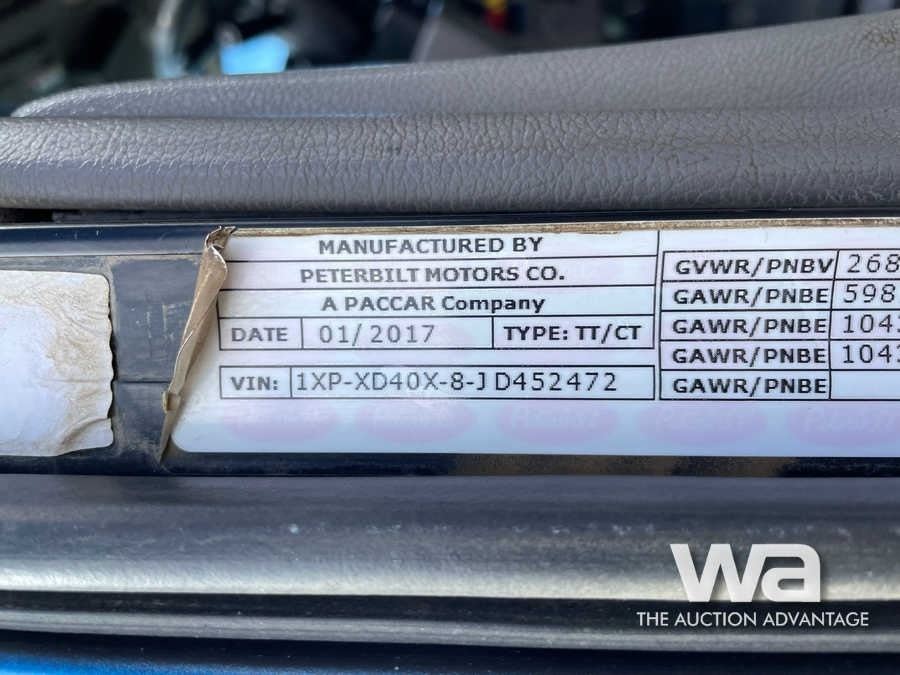 MANUFACTURED BY
PETERBILT MOTORS CO.
A PACCAR Company
DATE 01/2017 TYPE: TT/CT
VIN: 1XP-XD40X-8-JD452472
GVWR/PNBV 268
GAWR/PNBE 598
GAWR/PNBE 104
GAWR/PNBE 104
GAWR/PNBE
wa
THE AUCTION ADVANTAGE